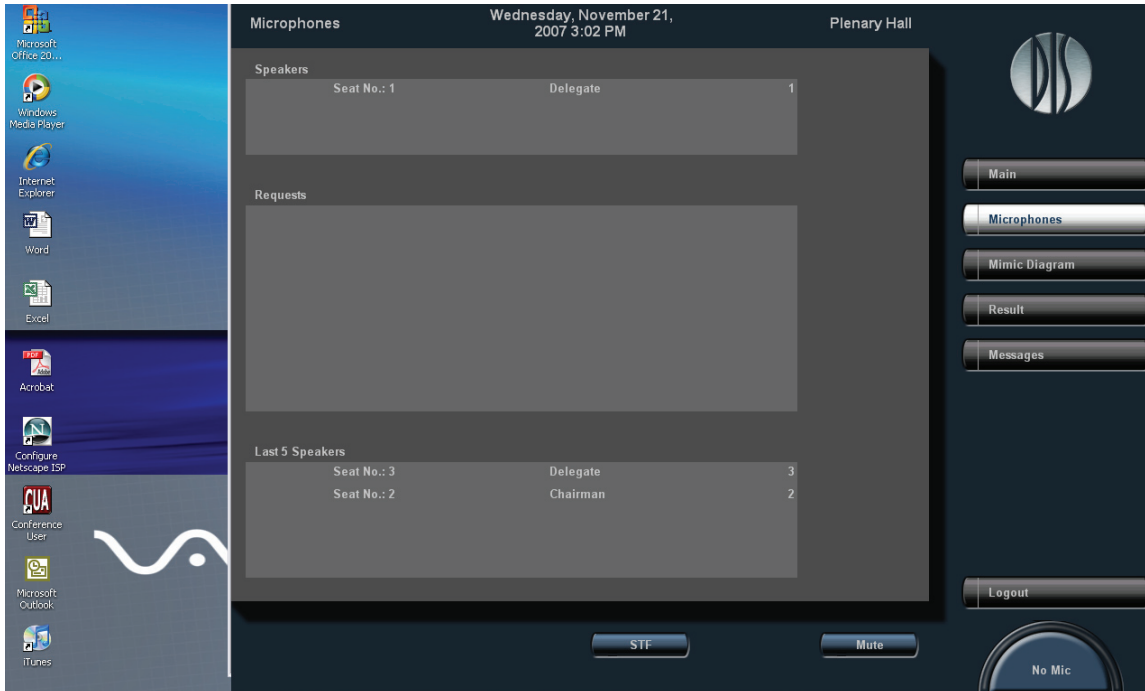 Microsoft
Office 20...
Windows
Media Player
Internet
Explorer
Word
Excel
PDF
Adobe
Acrobat
N
Configure
Netscape ISP
CUA
Conference
User
Microsoft
Outlook
iTunes
Microphones
Wednesday, November 21,
2007 3:02 PM
Plenary Hall
Speakers
Seat No.: 1 Delegate 1
Requests
Last 5 Speakers
Seat No.: 3 Delegate 3
Seat No.: 2 Chairman 2
STF
Mute
DIS
Main
Microphones
Mimic Diagram
Result
Messages
Logout
No Mic